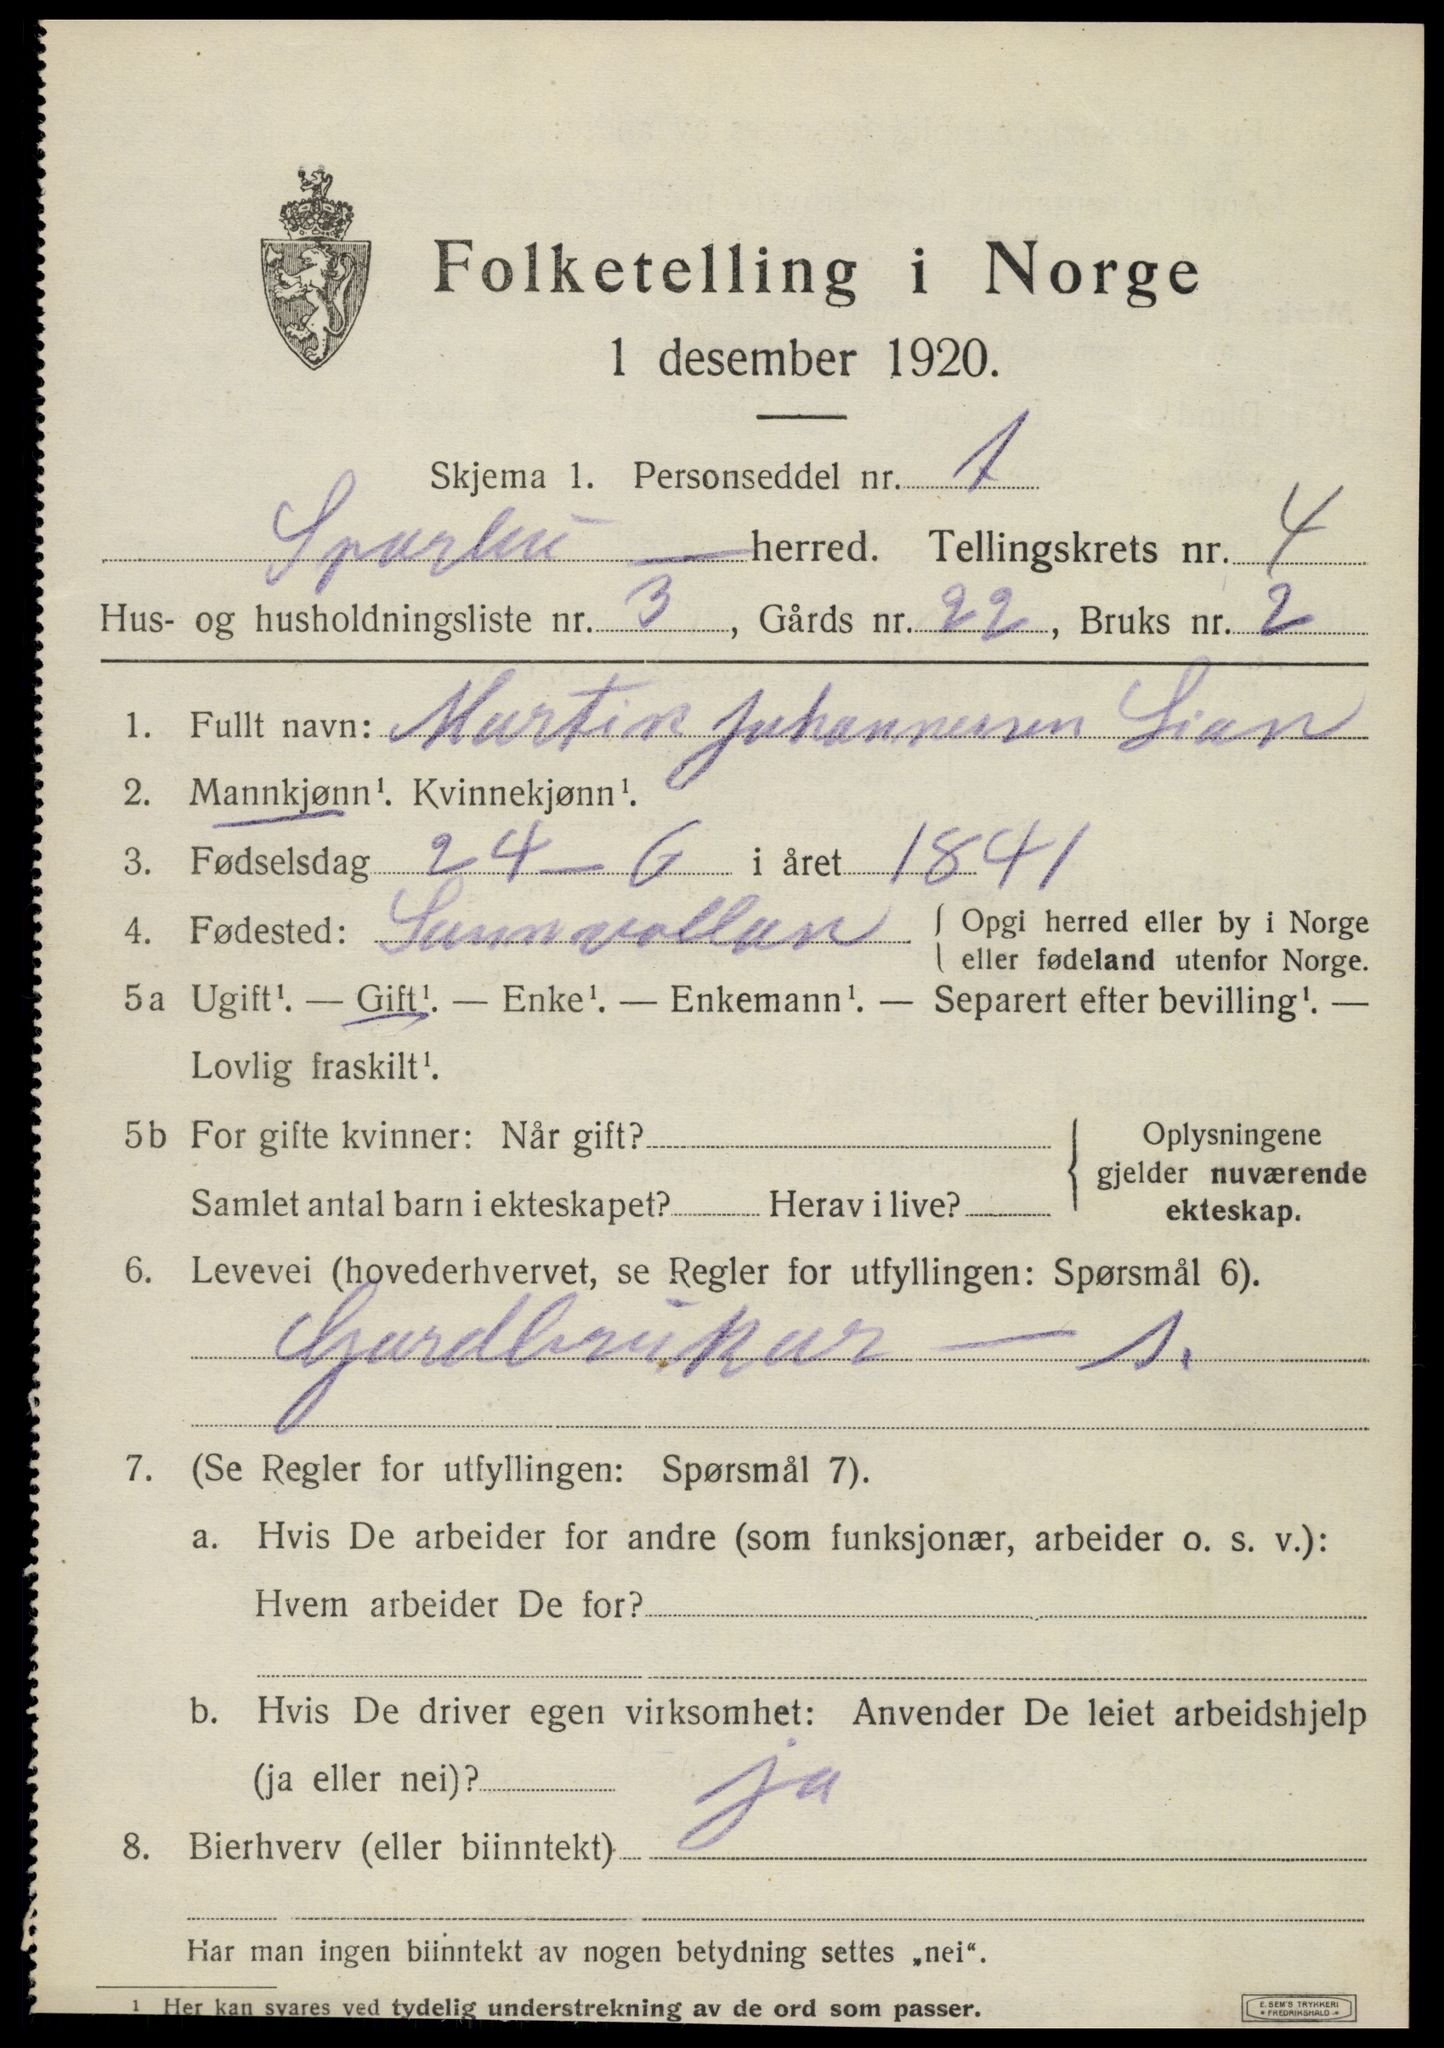 Folketelling i Norge
1 desember 1920.
Skjema 1. Personseddel nr. 1
Sparbu herred. Tellingskrets nr. 4
Hus- og husholdningsliste nr. 3, Gårds nr. 22, Bruks nr. 2
1. Fullt navn: Martin Johannessen Lian
2. Mannkjønn¹. Kvinnekjønn¹.
3. Fødselsdag 24 - 6 i året 1841
4. Fødested: Sannvollan { Opgi herred eller by i Norge
eller fødeland utenfor Norge.
5a Ugift¹. — Gift¹. — Enke¹. — Enkemann¹. — Separert efter bevilling¹. —
Lovlig fraskilt¹.
5b For gifte kvinner: Når gift? { Oplysningene
gjelder nuværende
Samlet antal barn i ekteskapet? Herav i live? ekteskap.
6. Levevei (hovederhvervet, se Regler for utfyllingen: Spørsmål 6).
Gardbrukar — s.
7. (Se Regler for utfyllingen: Spørsmål 7).
a. Hvis De arbeider for andre (som funksjonær, arbeider o. s. v.):
Hvem arbeider De for?
b. Hvis De driver egen virksomhet: Anvender De leiet arbeidshjelp
(ja eller nei)? ja
8. Bierhverv (eller biinntekt)
Har man ingen biinntekt av nogen betydning settes „nei“.
¹ Her kan svares ved tydelig understrekning av de ord som passer.
E. SEM'S TRYKKERI
FREDRIKSHALD